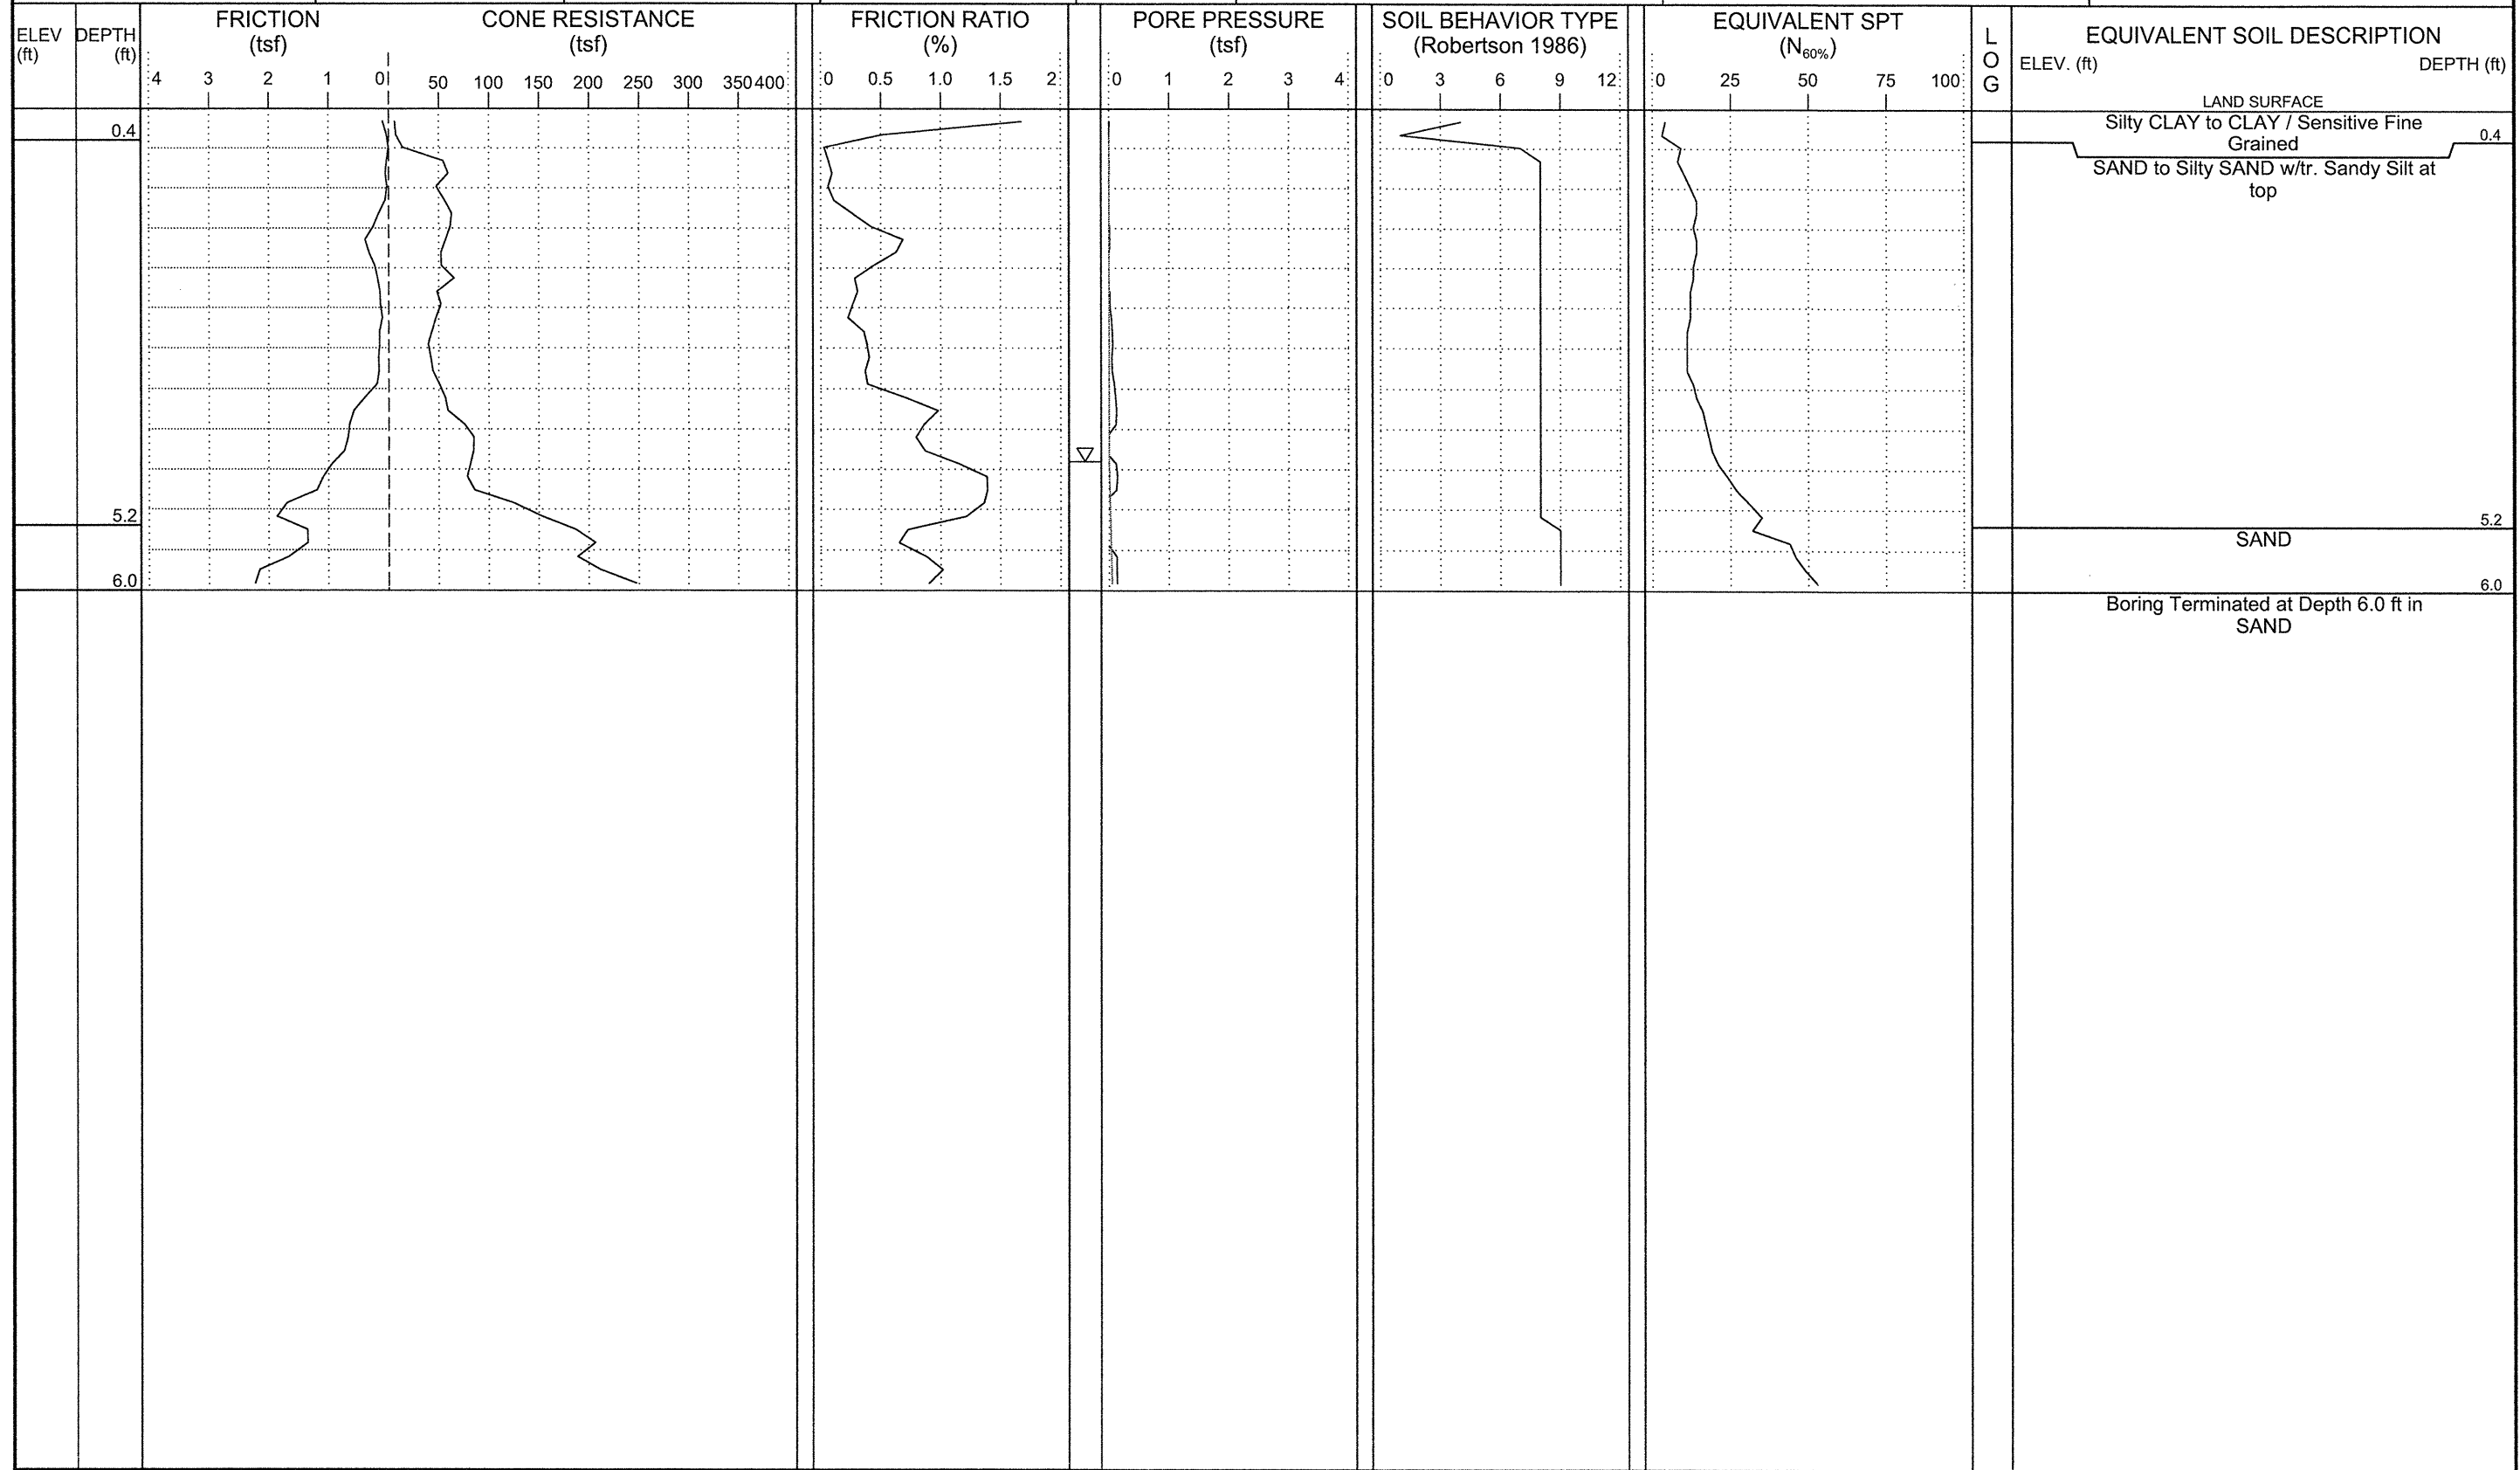 ELEV
(ft)
DEPTH
(ft)
FRICTION
(tsf)
4 3 2 1 0
CONE RESISTANCE
(tsf)
50 100 150 200 250 300 350 400
FRICTION RATIO
(%)
0 0.5 1.0 1.5 2
PORE PRESSURE
(tsf)
0 1 2 3 4
SOIL BEHAVIOR TYPE
(Robertson 1986)
0 3 6 9 12
EQUIVALENT SPT
(N60%)
0 25 50 75 100
L
O
G
EQUIVALENT SOIL DESCRIPTION
ELEV. (ft) DEPTH (ft)
LAND SURFACE
0.4
Silty CLAY to CLAY / Sensitive Fine
Grained
0.4
SAND to Silty SAND w/tr. Sandy Silt at
top
5.2
5.2
SAND
6.0
6.0
Boring Terminated at Depth 6.0 ft in
SAND